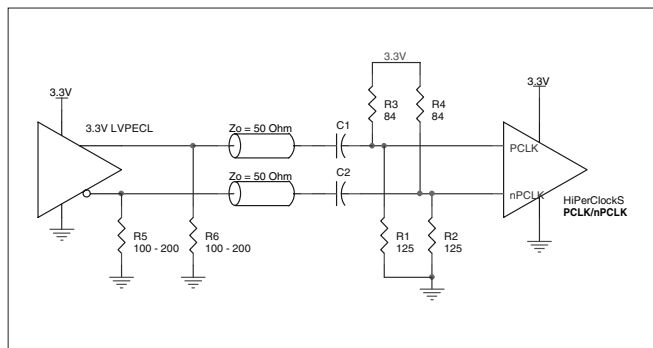 3.3V
3.3V
3.3V
3.3V LVPECL
R3
84
R4
84
Zo = 50 Ohm
C1
PCLK
Zo = 50 Ohm
C2
nPCLK
HiPerClockS
PCLK/nPCLK
R5
100 - 200
R6
100 - 200
R1
125
R2
125